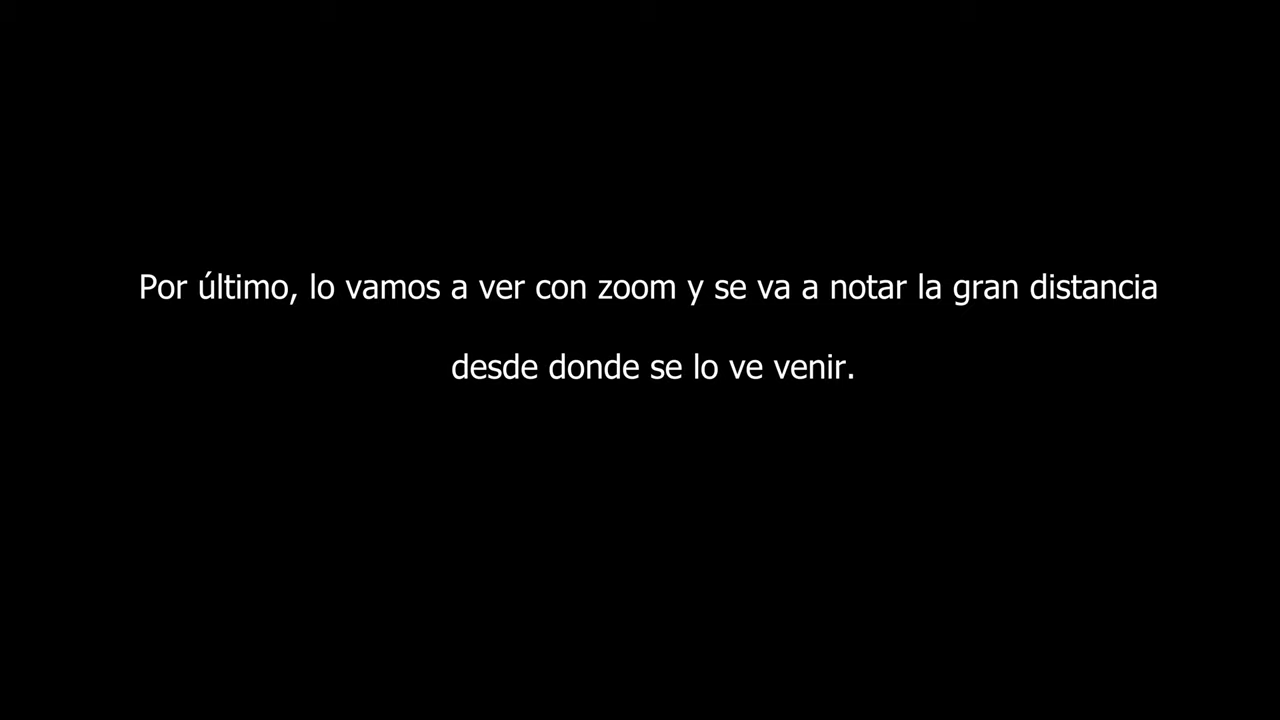 Por último, lo vamos a ver con zoom y se va a notar la gran distancia
desde donde se lo ve venir.